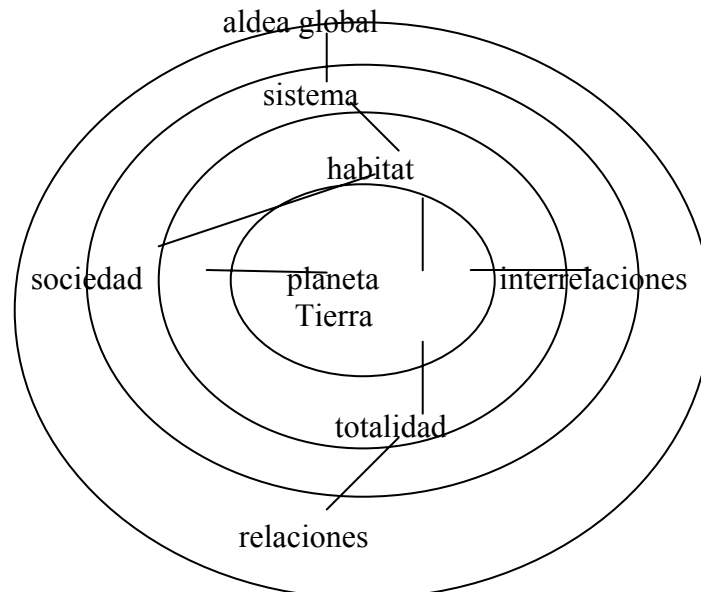 aldea global
sistema
habitat
sociedad
planeta
Tierra
interrelaciones
totalidad
relaciones